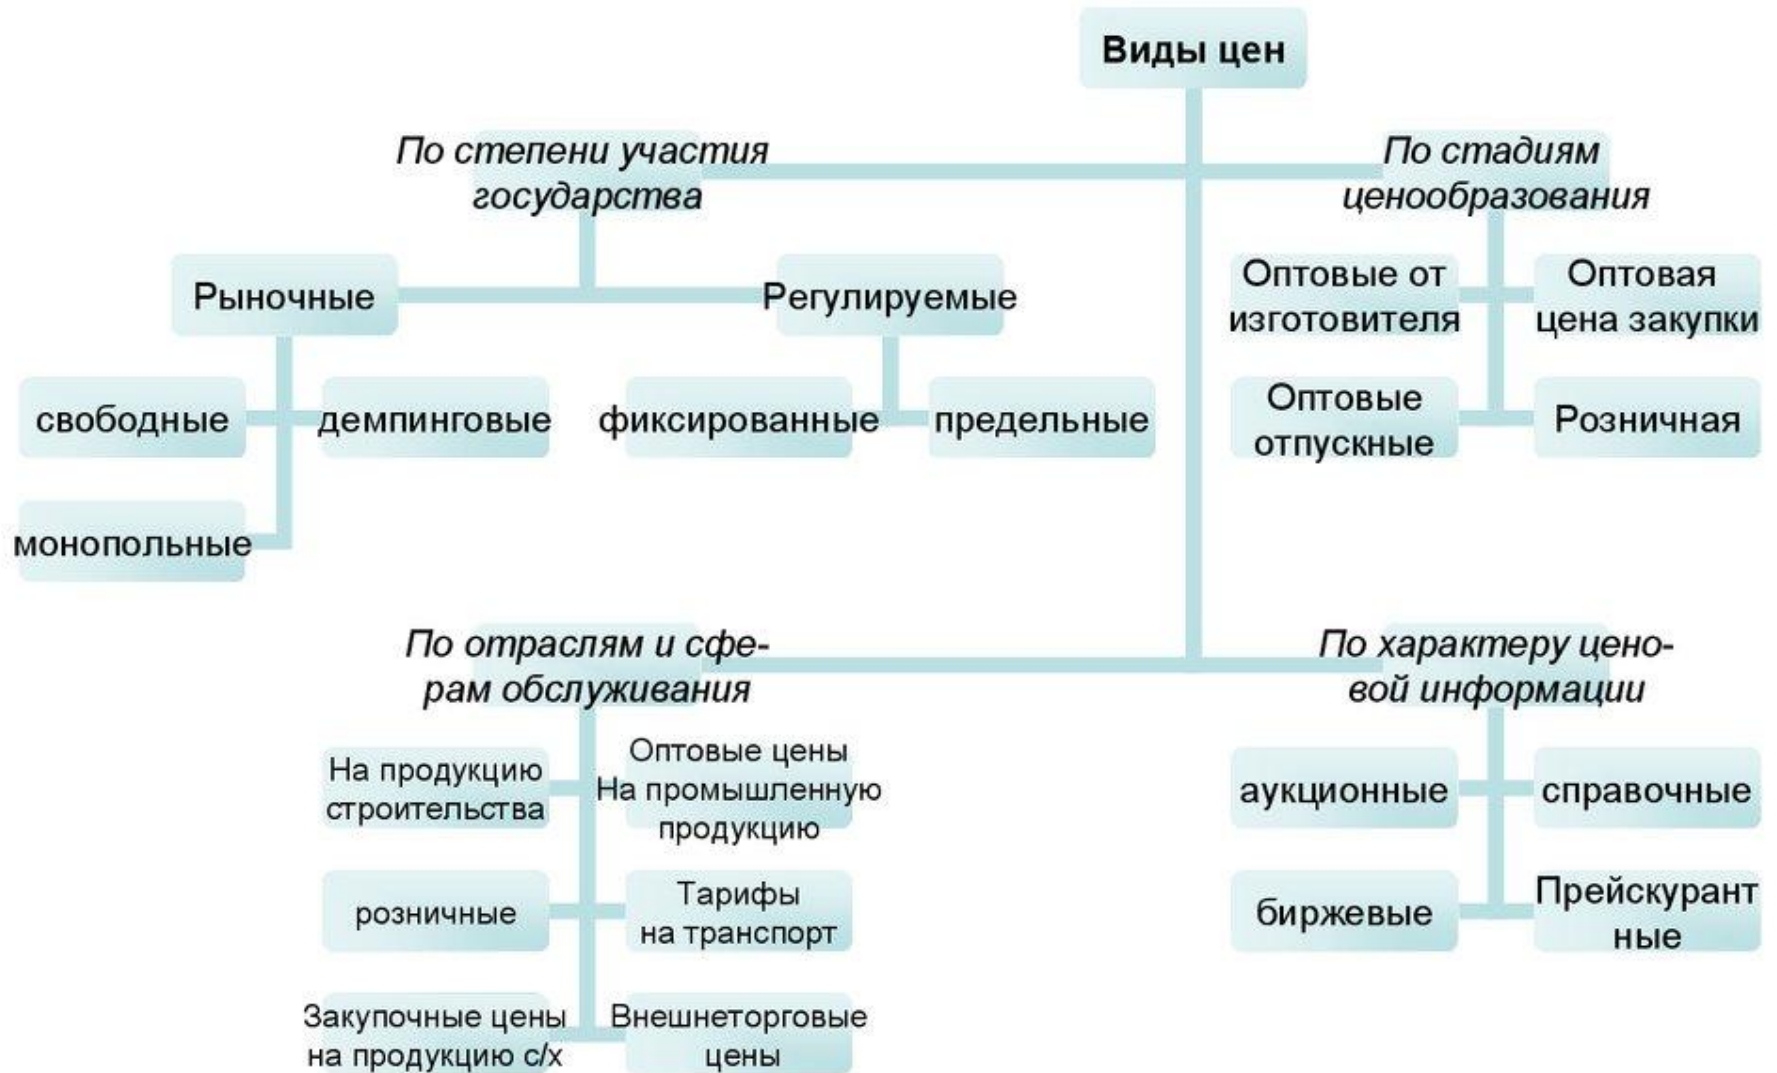 Виды цен
По степени участия
государства
По стадиям
ценообразования
Рыночные
Регулируемые
Оптовые от
изготовителя
Оптовая
цена закупки
свободные
демпинговые
фиксированные
предельные
Оптовые
отпускные
Розничная
монопольные
По отраслям и сфе-
рам обслуживания
По характеру цено-
вой информации
На продукцию
строительства
Оптовые цены
На промышленную
продукцию
аукционные
справочные
розничные
Тарифы
на транспорт
биржевые
Прейскурант
ные
Закупочные цены
на продукцию с/х
Внешнеторговые
цены